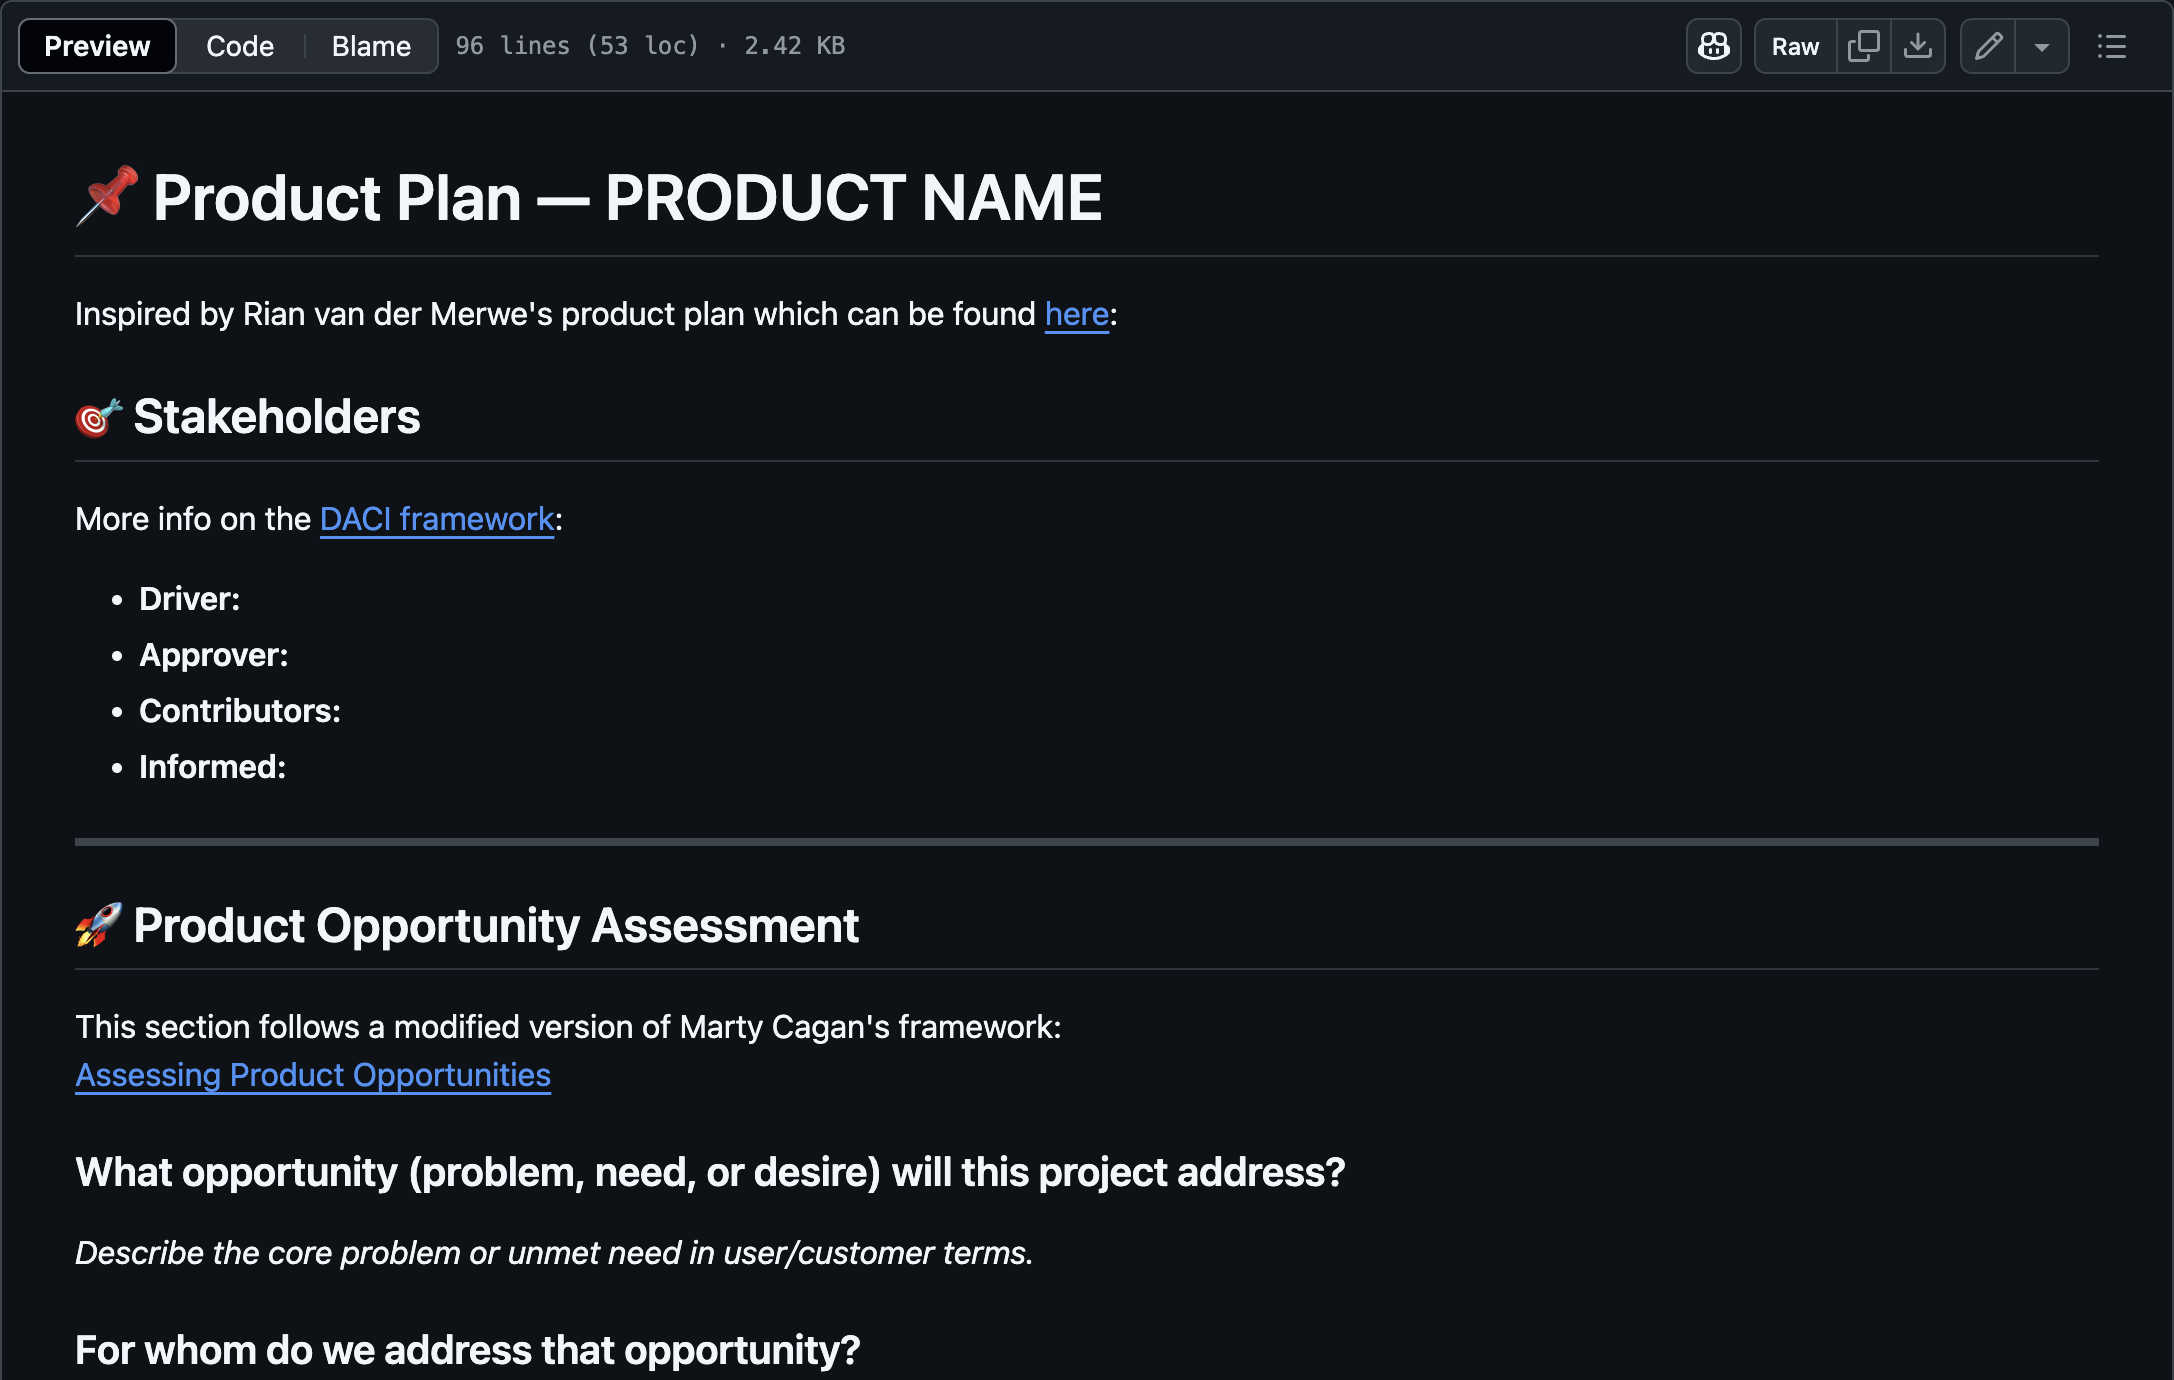 Preview Code Blame 96 lines (53 loc) · 2.42 KB Raw
📌 Product Plan — PRODUCT NAME
Inspired by Rian van der Merwe's product plan which can be found here:
🎯 Stakeholders
More info on the DACI framework:
• Driver:
• Approver:
• Contributors:
• Informed:
🚀 Product Opportunity Assessment
This section follows a modified version of Marty Cagan's framework:
Assessing Product Opportunities
What opportunity (problem, need, or desire) will this project address?
Describe the core problem or unmet need in user/customer terms.
For whom do we address that opportunity?